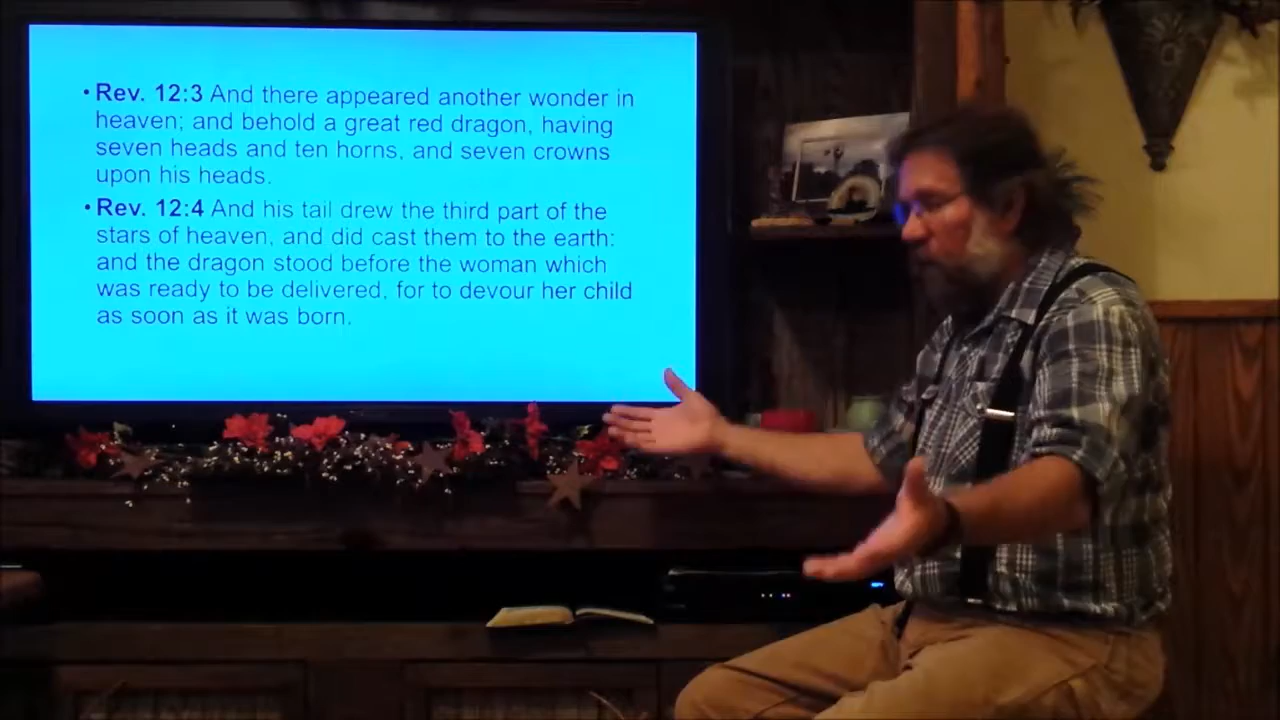 • Rev. 12:3 And there appeared another wonder in
heaven; and behold a great red dragon, having
seven heads and ten horns, and seven crowns
upon his heads.
• Rev. 12:4 And his tail drew the third part of the
stars of heaven, and did cast them to the earth:
and the dragon stood before the woman which
was ready to be delivered, for to devour her child
as soon as it was born.